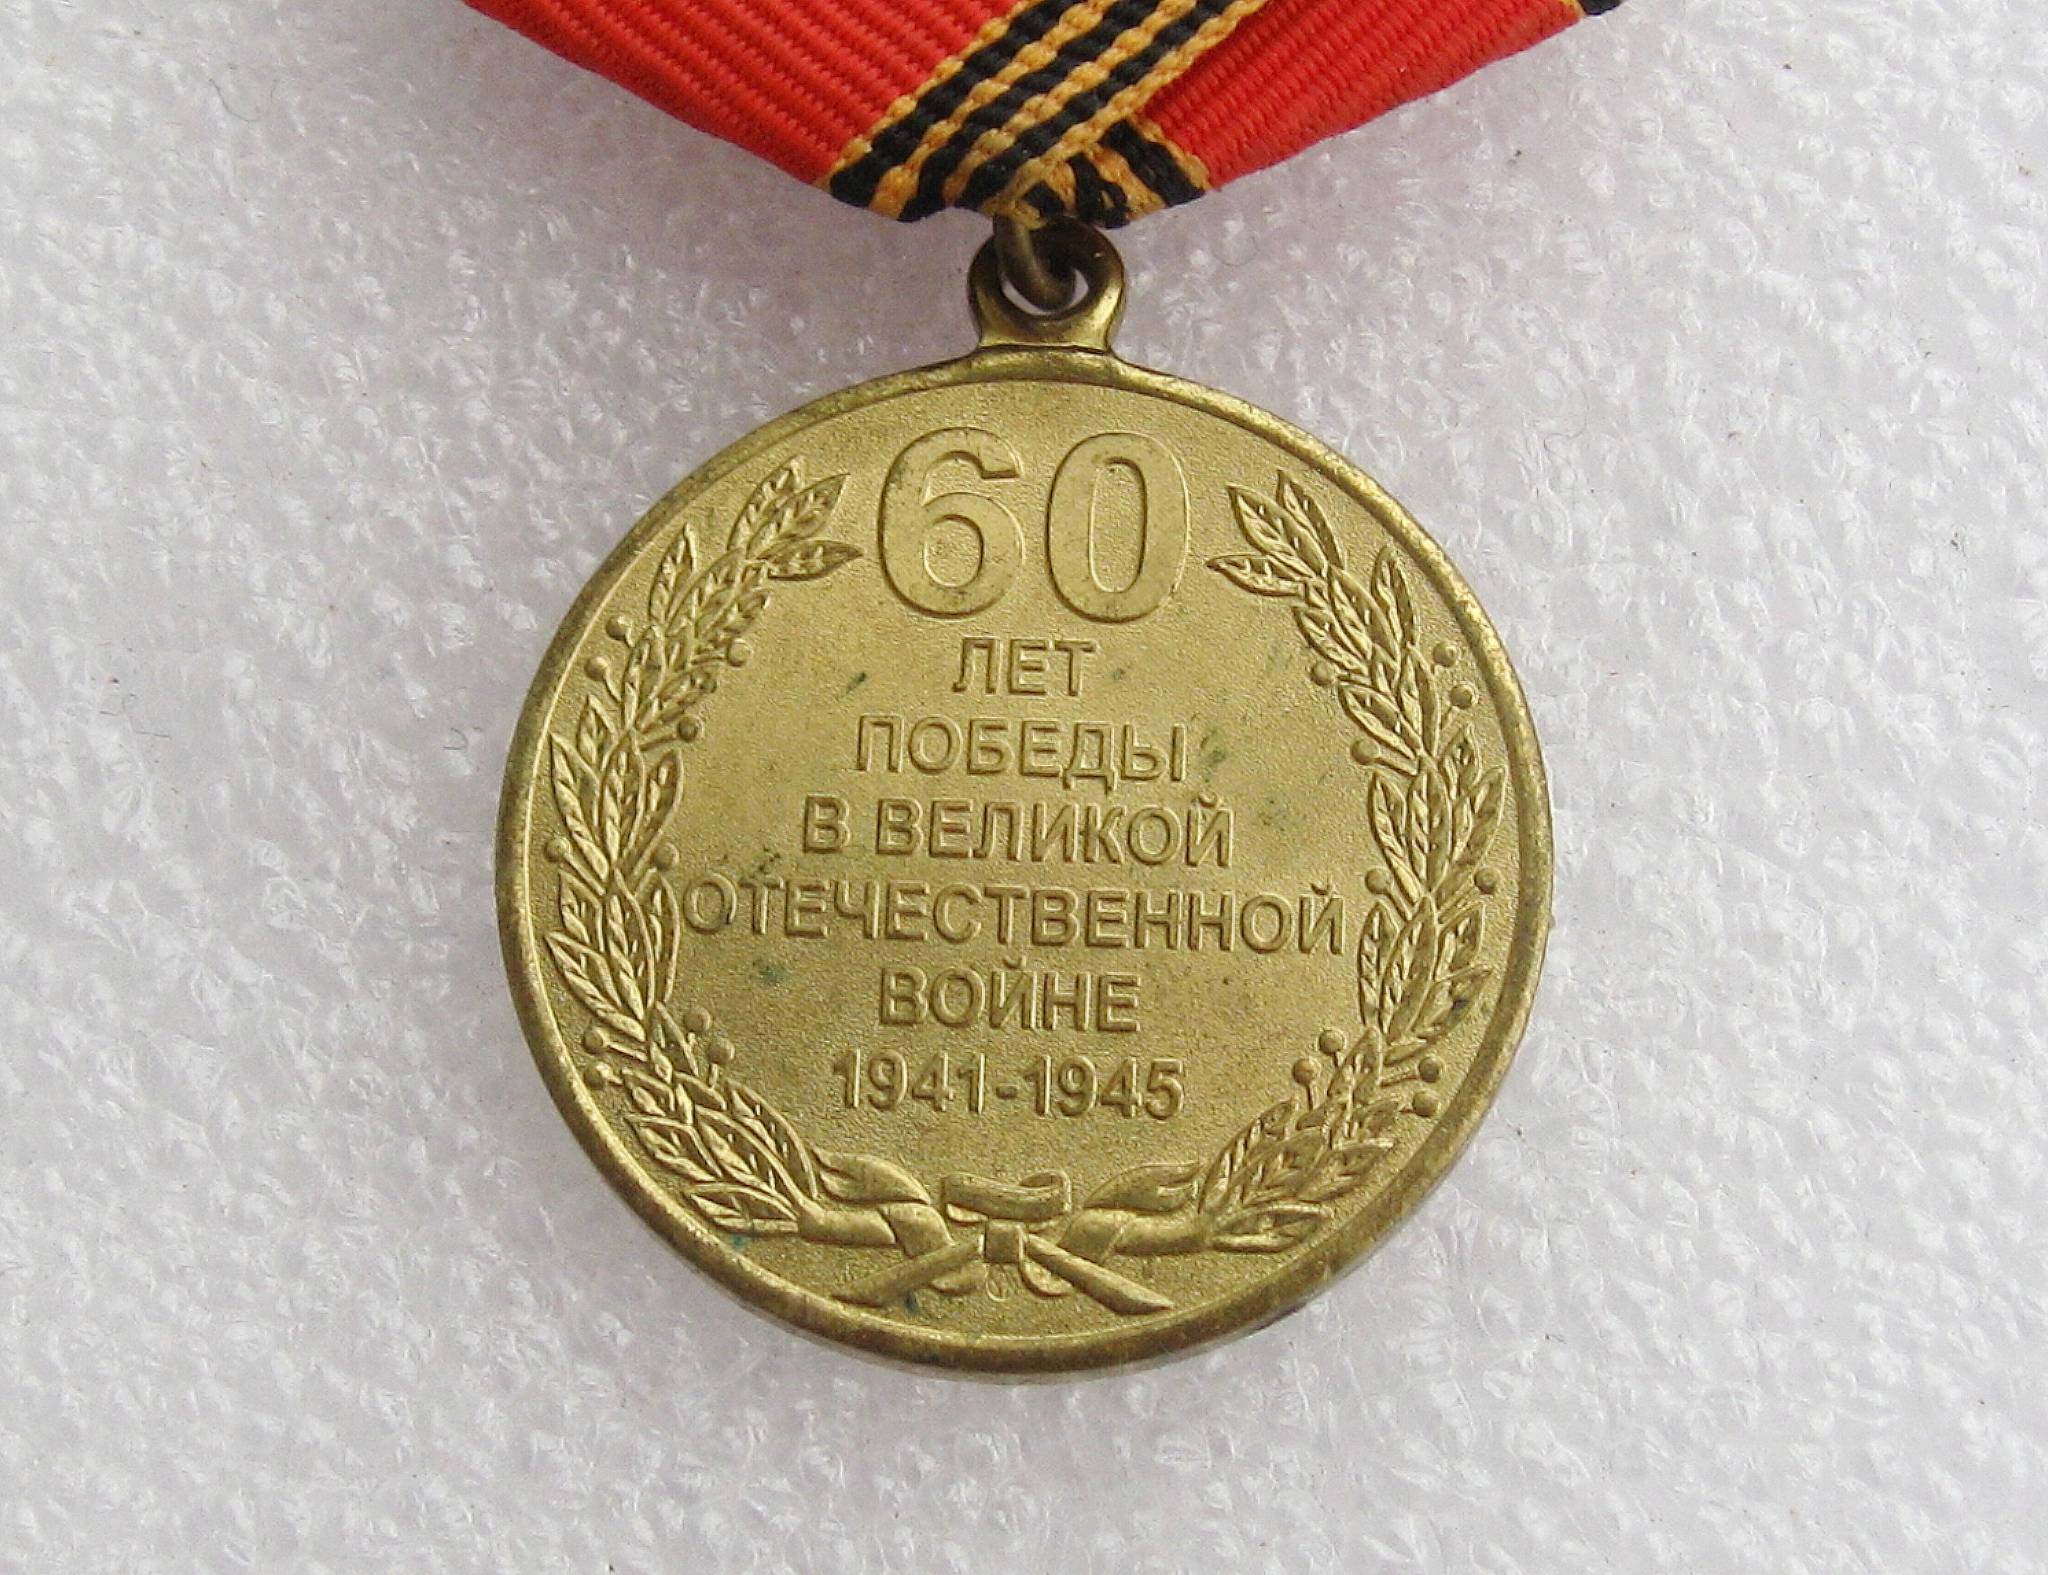 60
ЛЕТ
ПОБЕДЫ
В ВЕЛИКОЙ
ОТЕЧЕСТВЕННОЙ
ВОЙНЕ
1941-1945